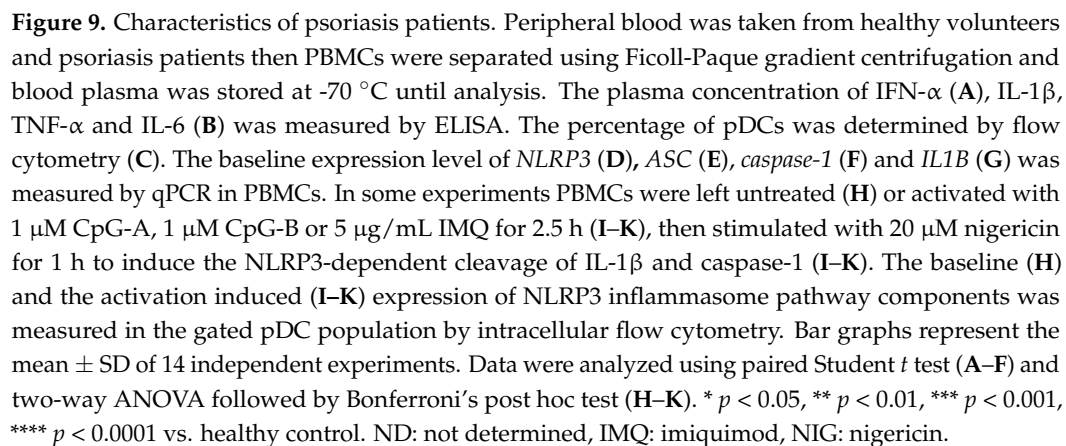 Figure 9. Characteristics of psoriasis patients. Peripheral blood was taken from healthy volunteers
and psoriasis patients then PBMCs were separated using Ficoll-Paque gradient centrifugation and
blood plasma was stored at -70 °C until analysis. The plasma concentration of IFN-α (A), IL-1β,
TNF-α and IL-6 (B) was measured by ELISA. The percentage of pDCs was determined by flow
cytometry (C). The baseline expression level of NLRP3 (D), ASC (E), caspase-1 (F) and IL1B (G) was
measured by qPCR in PBMCs. In some experiments PBMCs were left untreated (H) or activated with
1 μM CpG-A, 1 μM CpG-B or 5 μg/mL IMQ for 2.5 h (I–K), then stimulated with 20 μM nigericin
for 1 h to induce the NLRP3-dependent cleavage of IL-1β and caspase-1 (I–K). The baseline (H)
and the activation induced (I–K) expression of NLRP3 inflammasome pathway components was
measured in the gated pDC population by intracellular flow cytometry. Bar graphs represent the
mean ± SD of 14 independent experiments. Data were analyzed using paired Student t test (A–F) and
two-way ANOVA followed by Bonferroni's post hoc test (H–K). * p < 0.05, ** p < 0.01, *** p < 0.001,
**** p < 0.0001 vs. healthy control. ND: not determined, IMQ: imiquimod, NIG: nigericin.